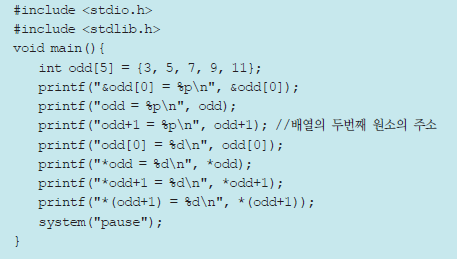 #include <stdio.h>
#include <stdlib.h>
void main(){
int odd[5] = {3, 5, 7, 9, 11};
printf("&odd[0] = %p\n", &odd[0]);
printf("odd = %p\n", odd);
printf("odd+1 = %p\n", odd+1); //배열의 두번째 원소의 주소
printf("odd[0] = %d\n", odd[0]);
printf("*odd = %d\n", *odd);
printf("*odd+1 = %d\n", *odd+1);
printf("*(odd+1) = %d\n", *(odd+1));
system("pause");
}